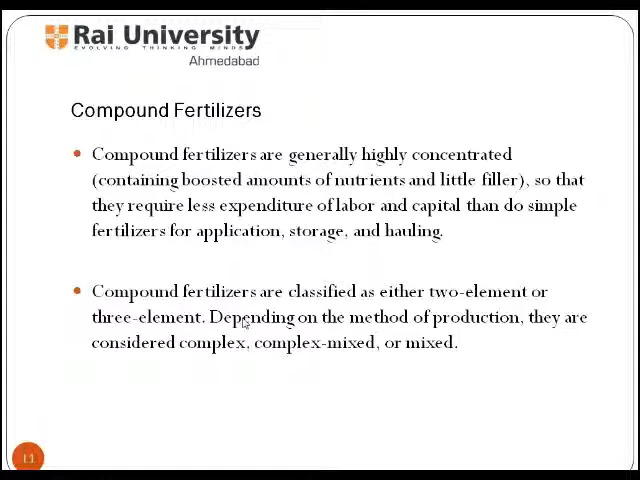 Rai University
EVOLVING THINKING MINDS
Ahmedabad
Compound Fertilizers
Compound fertilizers are generally highly concentrated
(containing boosted amounts of nutrients and little filler), so that
they require less expenditure of labor and capital than do simple
fertilizers for application, storage, and hauling.
Compound fertilizers are classified as either two-element or
three-element. Depending on the method of production, they are
considered complex, complex-mixed, or mixed.
11